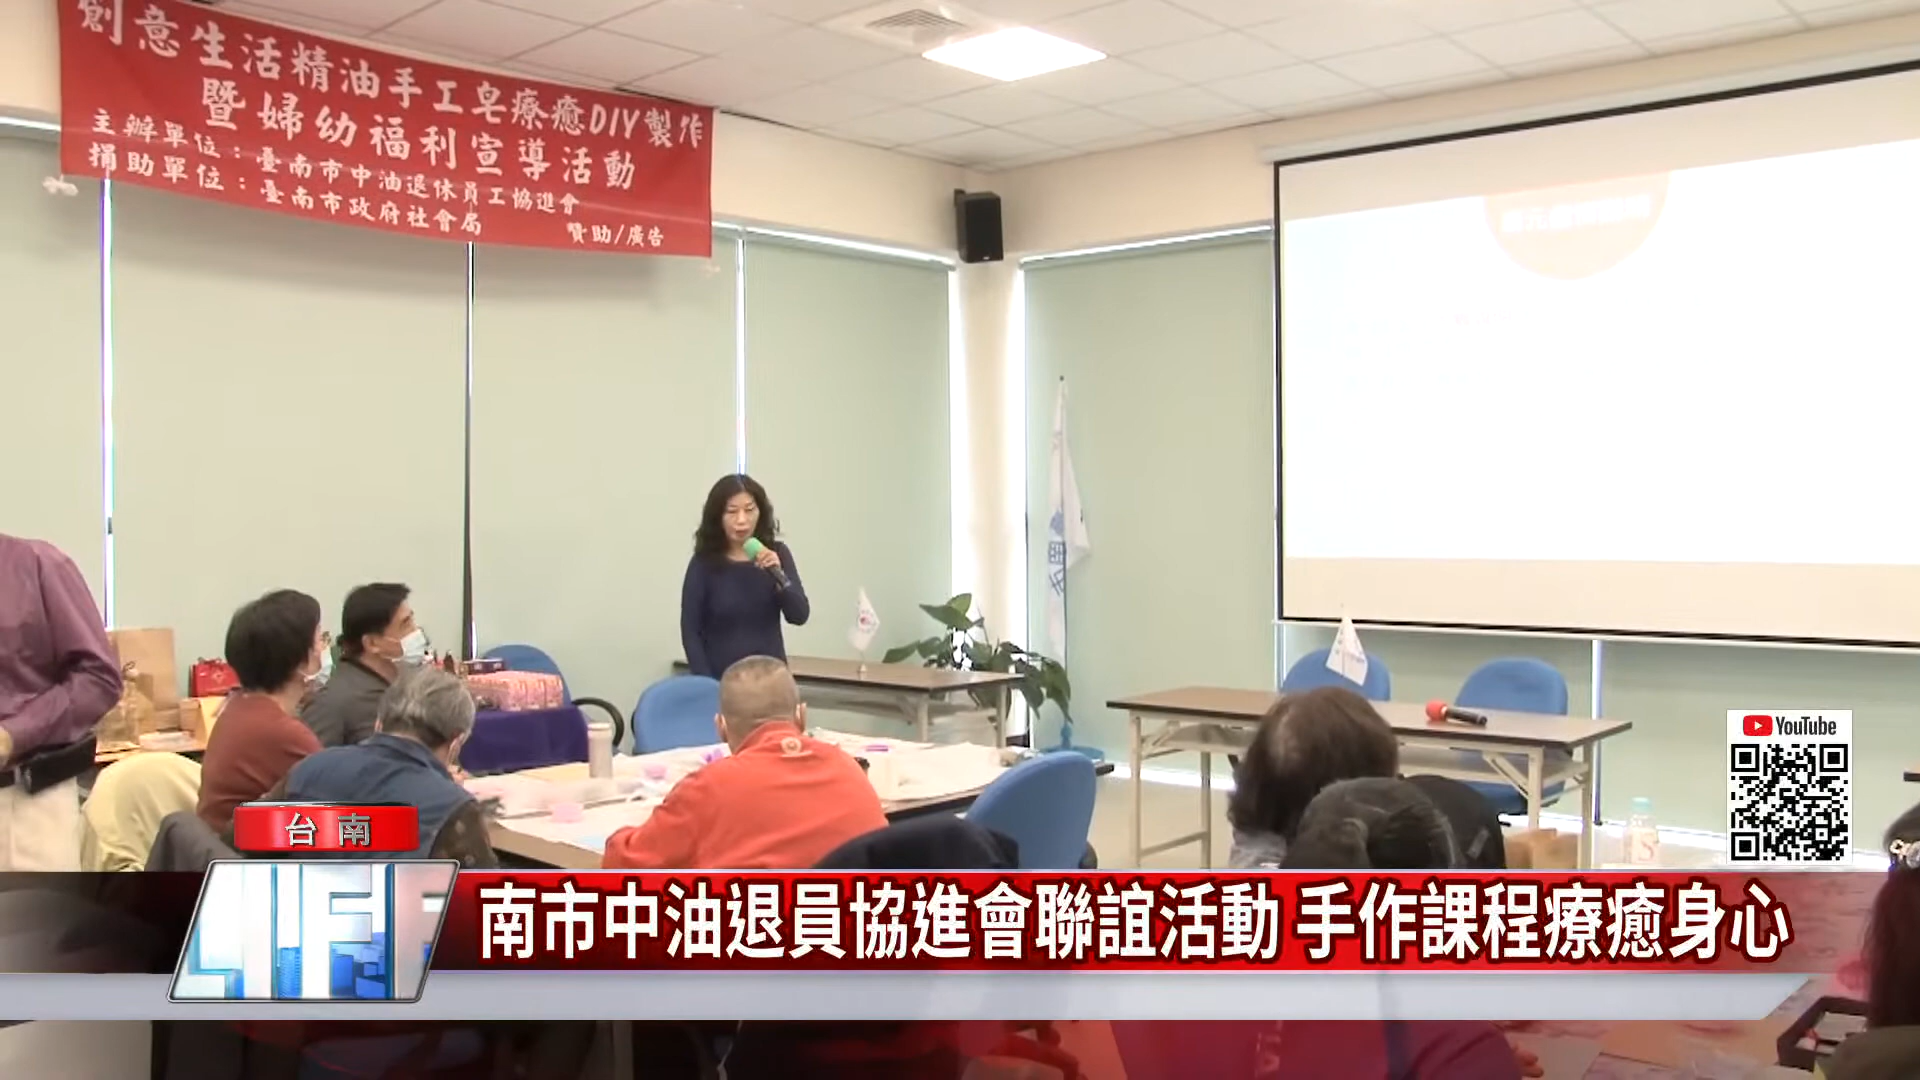 創意生活精油手工皂療癒DIY製作
暨婦幼福利宣導活動
主辦單位：臺南市中油退休員工協進會
捐助單位：臺南市政府社會局 贊助/廣告
YouTube
台南
LIFE
南市中油退員協進會聯誼活動 手作課程療癒身心